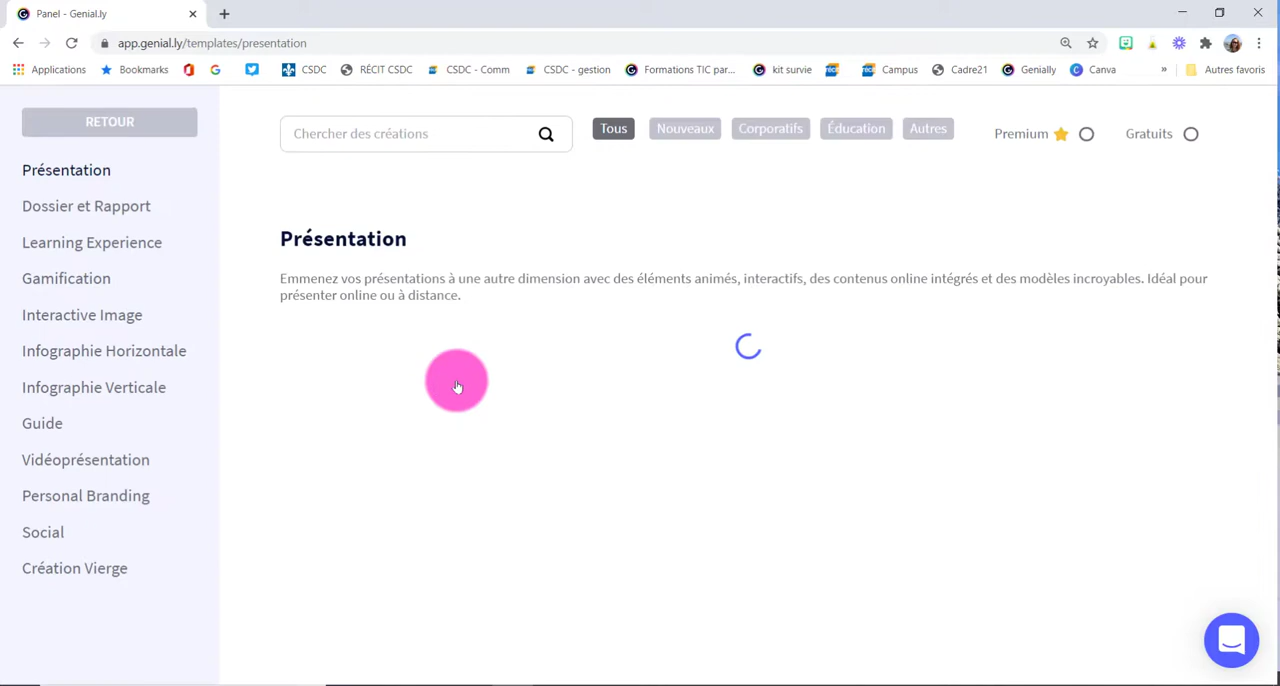 Panel - Genial.ly
app.genial.ly/templates/presentation
Applications
Bookmarks
CSDC
RÉCIT CSDC
CSDC - Comm
CSDC - gestion
Formations TIC par...
kit survie
Campus
Cadre21
Genially
Canva
»
Autres favoris
RETOUR
Présentation
Dossier et Rapport
Learning Experience
Gamification
Interactive Image
Infographie Horizontale
Infographie Verticale
Guide
Vidéoprésentation
Personal Branding
Social
Création Vierge
Chercher des créations
Tous
Nouveaux
Corporatifs
Éducation
Autres
Premium
Gratuits
Présentation
Emmenez vos présentations à une autre dimension avec des éléments animés, interactifs, des contenus online intégrés et des modèles incroyables. Idéal pour
présenter online ou à distance.